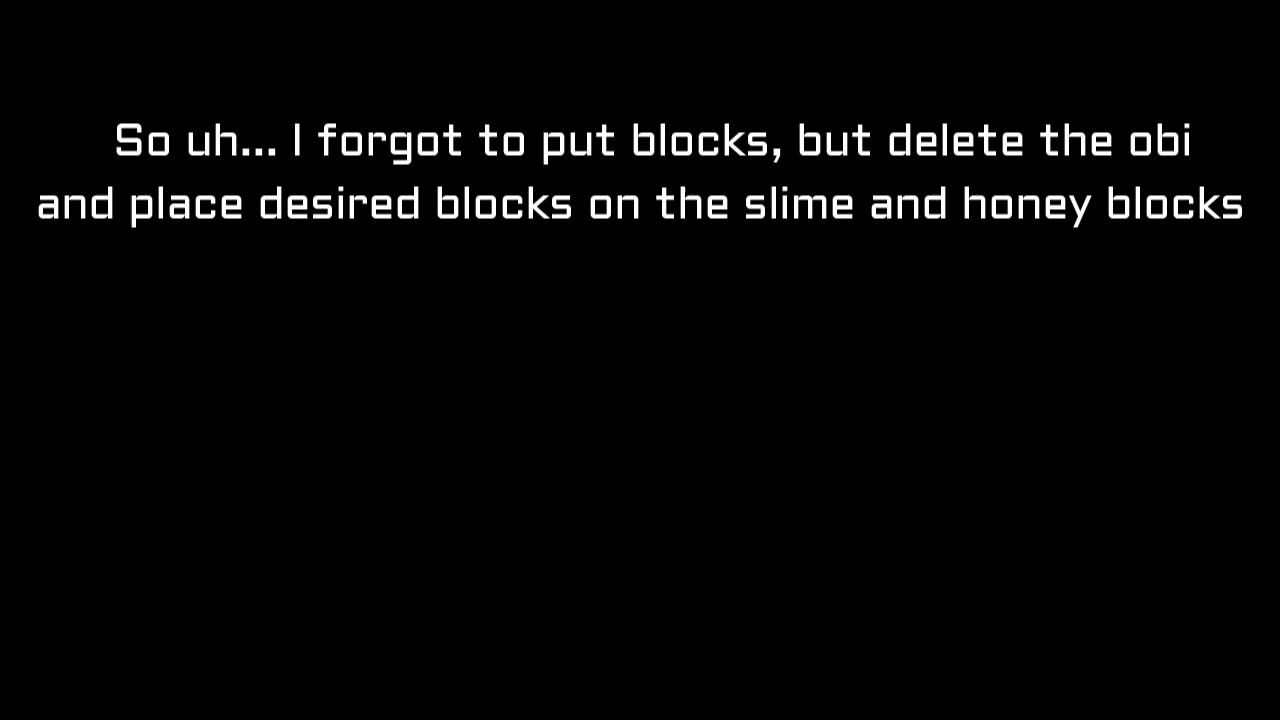 So uh... I forgot to put blocks, but delete the obi
and place desired blocks on the slime and honey blocks